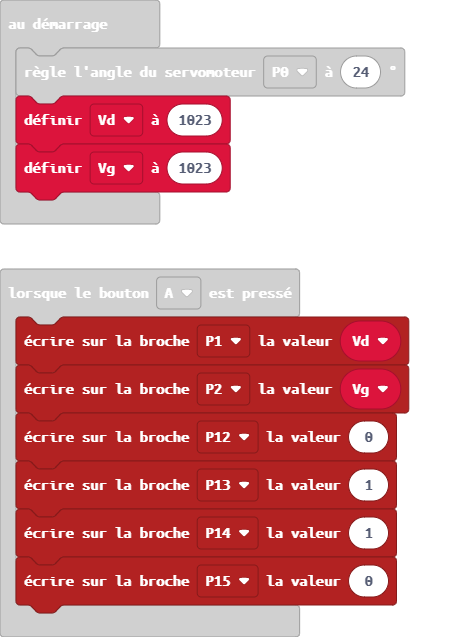 au démarrage
règle l'angle du servomoteur P0 à 24 °
définir Vd à 1023
définir Vg à 1023
lorsque le bouton A est pressé
écrire sur la broche P1 la valeur Vd
écrire sur la broche P2 la valeur Vg
écrire sur la broche P12 la valeur 0
écrire sur la broche P13 la valeur 1
écrire sur la broche P14 la valeur 1
écrire sur la broche P15 la valeur 0